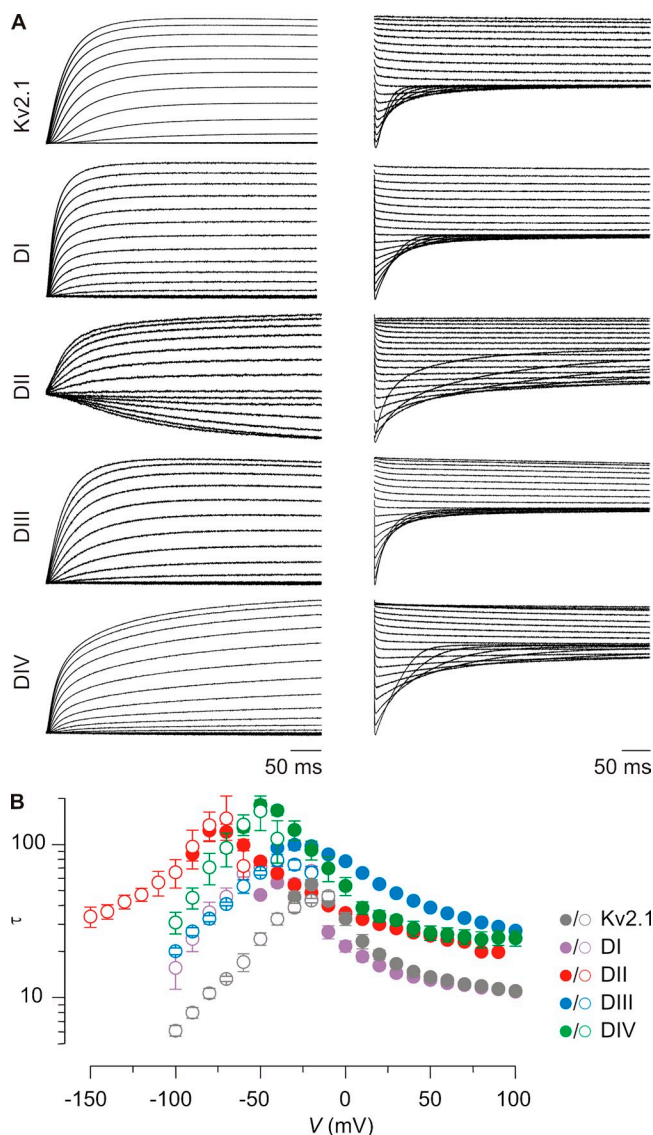 A
Kv2.1
DI
DII
DIII
DIV
50 ms
50 ms
B
100
10
τ
-150
-100
-50
0
50
100
V (mV)
/ Kv2.1
/ DI
/ DII
/ DIII
/ DIV